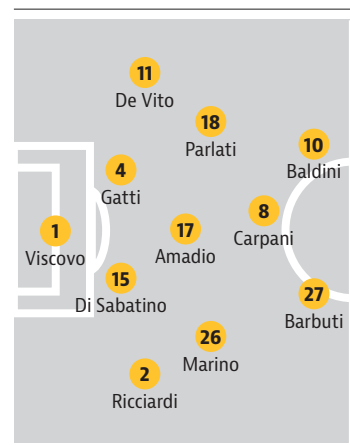 11
De Vito
18
Parlati
10
Baldini
4
Gatti
8
Carpani
1
Viscovo
17
Amadio
15
Di Sabatino
27
Barbuti
26
Marino
2
Ricciardi